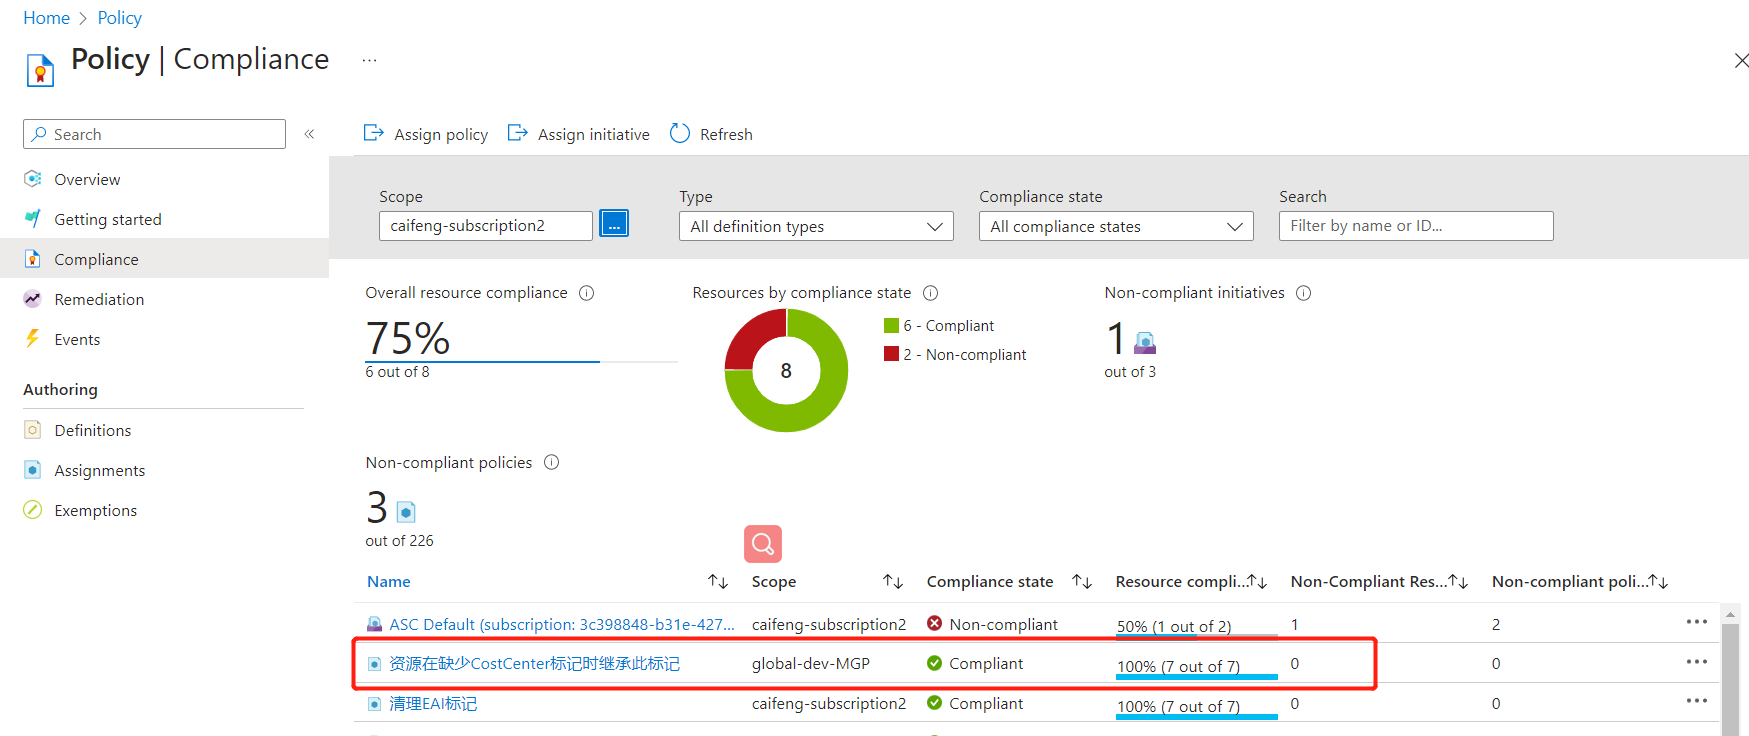 Home > Policy
Policy | Compliance ...
Search «
Assign policy Assign initiative Refresh
Overview
Getting started
Compliance
Remediation
Events
Authoring
Definitions
Assignments
Exemptions
Scope Type Compliance state Search
caifeng-subscription2 ... All definition types All compliance states Filter by name or ID...
Overall resource compliance Resources by compliance state Non-compliant initiatives
75%
6 out of 8
8
6 - Compliant
2 - Non-compliant
1
out of 3
Non-compliant policies
3
out of 226
Name Scope Compliance state Resource compli... Non-Compliant Res... Non-compliant poli...
ASC Default (subscription: 3c398848-b31e-427... caifeng-subscription2 Non-compliant 50% (1 out of 2) 1 2 ...
资源在缺少CostCenter标记时继承此标记 global-dev-MGP Compliant 100% (7 out of 7) 0 0 ...
清理EAI标记 caifeng-subscription2 Compliant 100% (7 out of 7) 0 0 ...